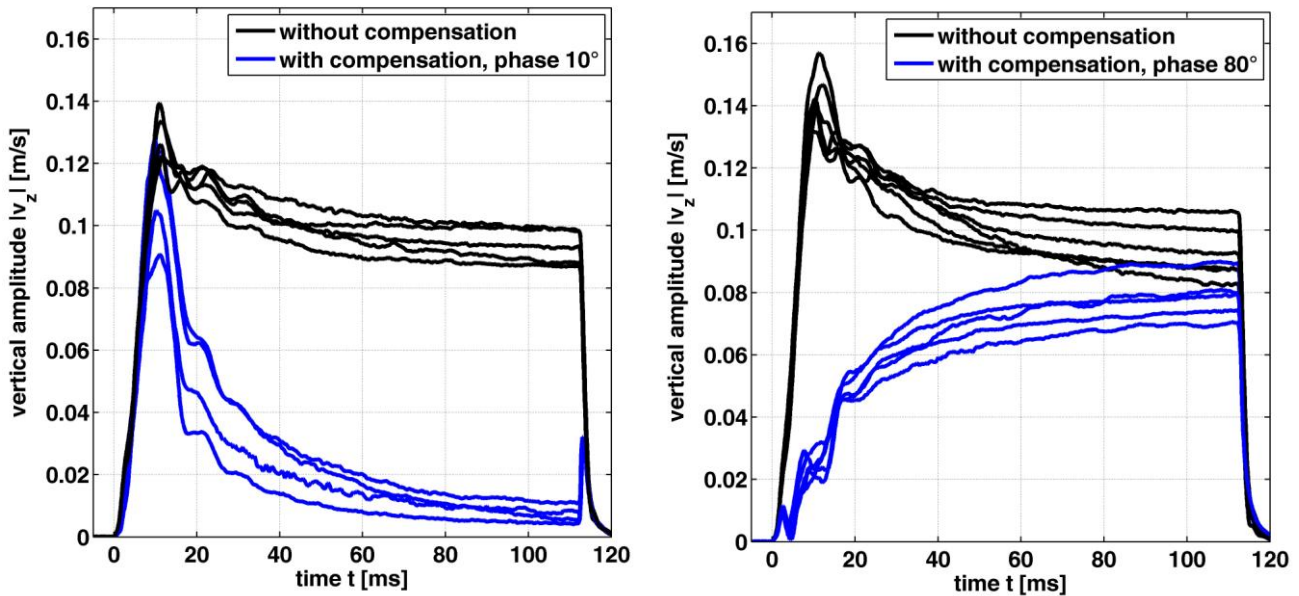 without compensation
with compensation, phase 10°
0.16
0.14
0.12
0.1
0.08
0.06
0.04
0.02
0
vertical amplitude |v_z| [m/s]
0 20 40 60 80 100 120
time t [ms]
without compensation
with compensation, phase 80°
0.16
0.14
0.12
0.1
0.08
0.06
0.04
0.02
0
vertical amplitude |v_z| [m/s]
0 20 40 60 80 100 120
time t [ms]